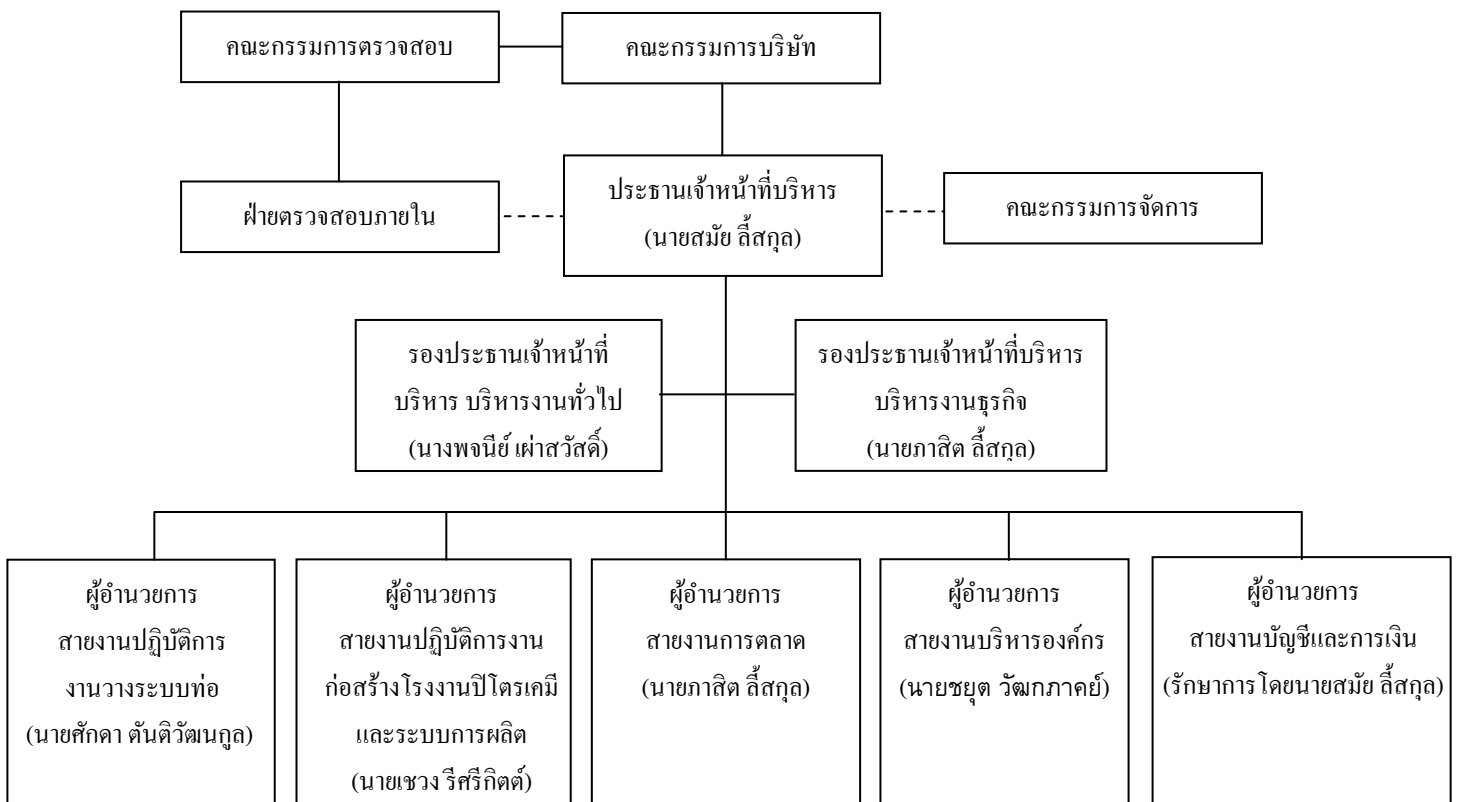 คณะกรรมการตรวจสอบ
คณะกรรมการบริษัท
ฝ่ายตรวจสอบภายใน
ประธานเจ้าหน้าที่บริหาร
(นายสมัย ลี้สกุล)
คณะกรรมการจัดการ
รองประธานเจ้าหน้าที่
บริหาร บริหารงานทั่วไป
(นางพจนีย์ เผ่าสวัสดิ์)
รองประธานเจ้าหน้าที่บริหาร
บริหารงานธุรกิจ
(นายภาสิต ลี้สกุล)
ผู้อำนวยการ
สายงานปฏิบัติการ
งานวางระบบท่อ
(นายศักดา ตันติวัฒนกูล)
ผู้อำนวยการ
สายงานปฏิบัติการงาน
ก่อสร้างโรงงานปิโตรเคมี
และระบบการผลิต
(นายเชวง รีศรีกิตต์)
ผู้อำนวยการ
สายงานการตลาด
(นายภาสิต ลี้สกุล)
ผู้อำนวยการ
สายงานบริหารองค์กร
(นายชยุต วัฒกภาคย์)
ผู้อำนวยการ
สายงานบัญชีและการเงิน
(รักษาการโดยนายสมัย ลี้สกุล)